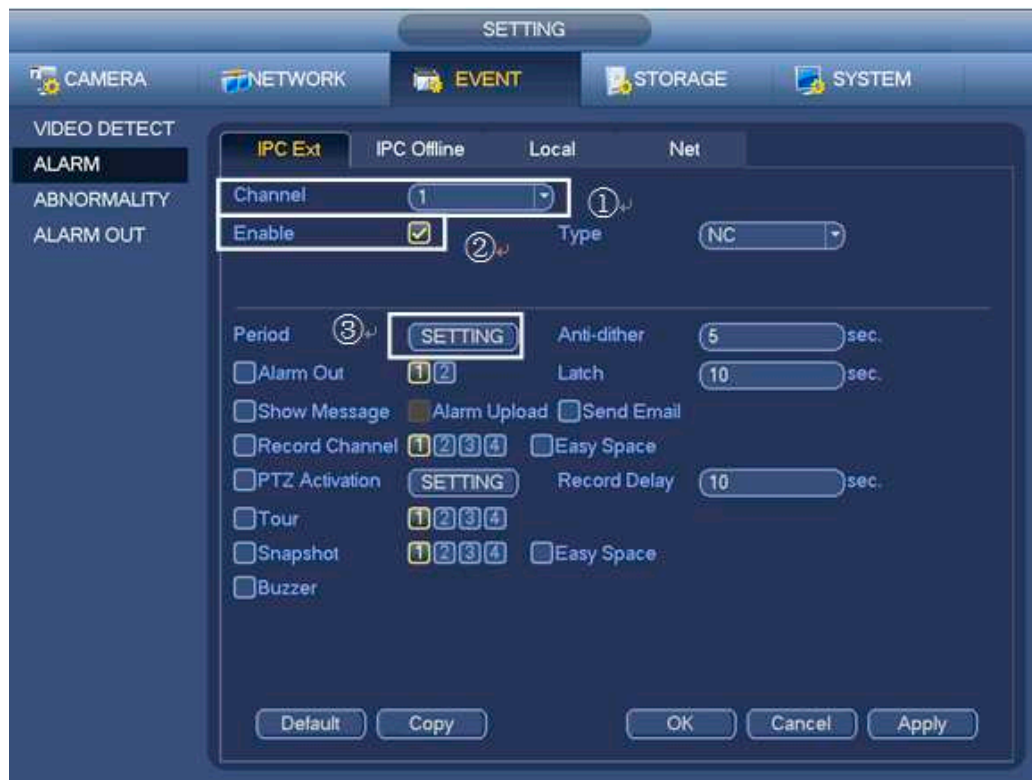 SETTING
CAMERA NETWORK EVENT STORAGE SYSTEM
VIDEO DETECT
ALARM
ABNORMALITY
ALARM OUT
IPC Ext IPC Offline Local Net
Channel 1 ①
Enable ② Type NC
Period ③ SETTING Anti-dither 5 sec.
Alarm Out 1 2 Latch 10 sec.
Show Message Alarm Upload Send Email
Record Channel 1 2 3 4 Easy Space
PTZ Activation SETTING Record Delay 10 sec.
Tour 1 2 3 4
Snapshot 1 2 3 4 Easy Space
Buzzer
Default Copy OK Cancel Apply